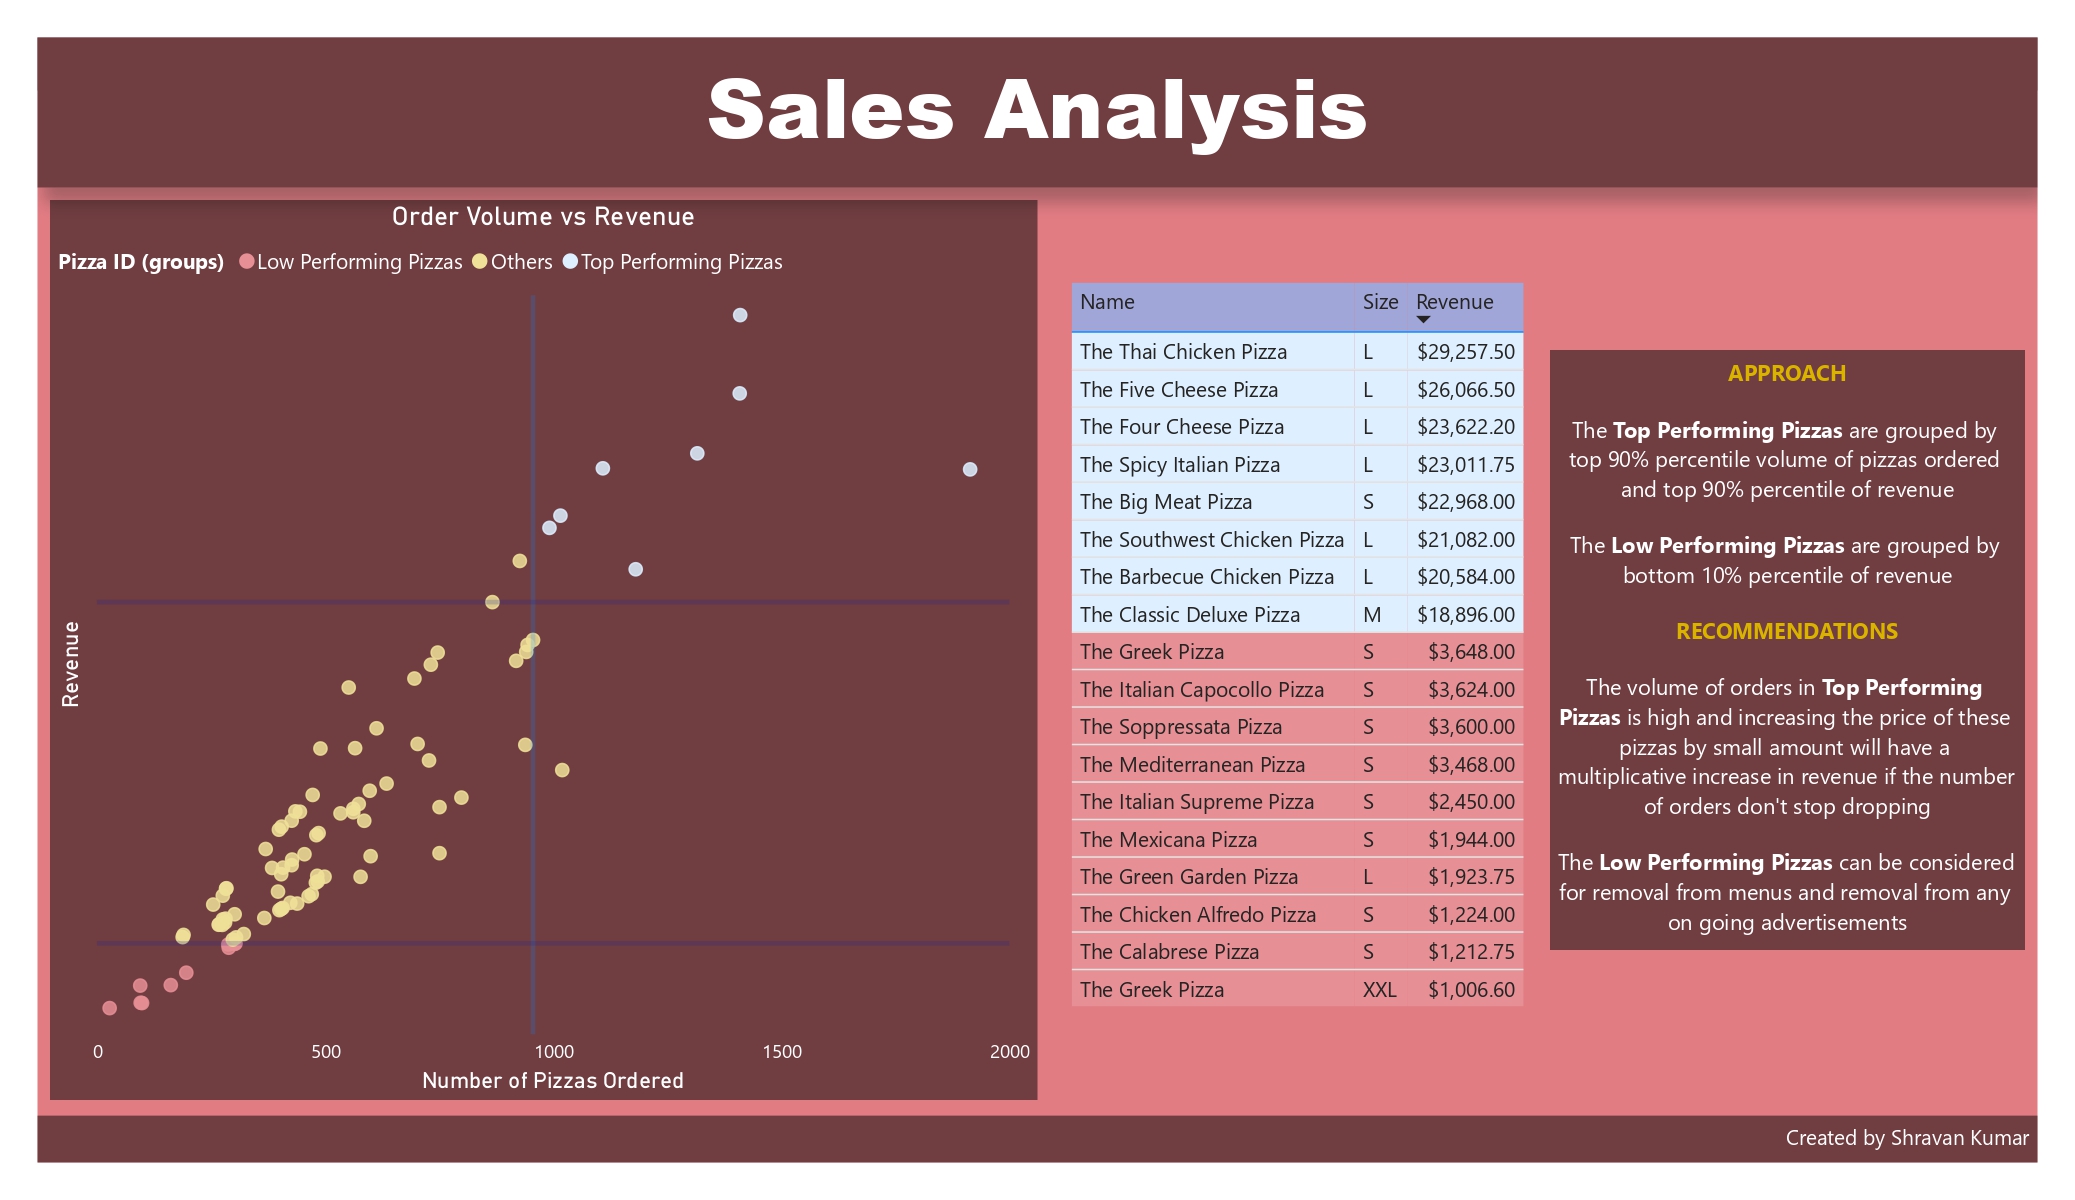 Sales Analysis
Order Volume vs Revenue
Pizza ID (groups) Low Performing Pizzas Others Top Performing Pizzas
Revenue
0 500 1000 1500 2000
Number of Pizzas Ordered
Name Size Revenue
The Thai Chicken Pizza L $29,257.50
The Five Cheese Pizza L $26,066.50
The Four Cheese Pizza L $23,622.20
The Spicy Italian Pizza L $23,011.75
The Big Meat Pizza S $22,968.00
The Southwest Chicken Pizza L $21,082.00
The Barbecue Chicken Pizza L $20,584.00
The Classic Deluxe Pizza M $18,896.00
The Greek Pizza S $3,648.00
The Italian Capocollo Pizza S $3,624.00
The Soppressata Pizza S $3,600.00
The Mediterranean Pizza S $3,468.00
The Italian Supreme Pizza S $2,450.00
The Mexicana Pizza S $1,944.00
The Green Garden Pizza L $1,923.75
The Chicken Alfredo Pizza S $1,224.00
The Calabrese Pizza S $1,212.75
The Greek Pizza XXL $1,006.60
APPROACH
The Top Performing Pizzas are grouped by
top 90% percentile volume of pizzas ordered
and top 90% percentile of revenue
The Low Performing Pizzas are grouped by
bottom 10% percentile of revenue
RECOMMENDATIONS
The volume of orders in Top Performing
Pizzas is high and increasing the price of these
pizzas by small amount will have a
multiplicative increase in revenue if the number
of orders don't stop dropping
The Low Performing Pizzas can be considered
for removal from menus and removal from any
on going advertisements
Created by Shravan Kumar